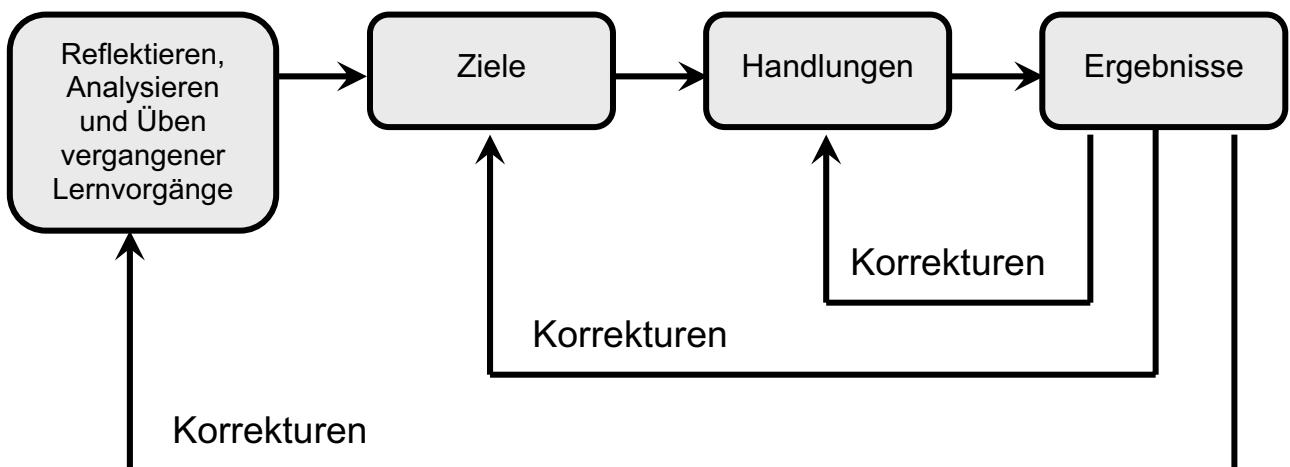 Reflektieren,
Analysieren
und Üben
vergangener
Lernvorgänge
Ziele
Handlungen
Ergebnisse
Korrekturen
Korrekturen
Korrekturen